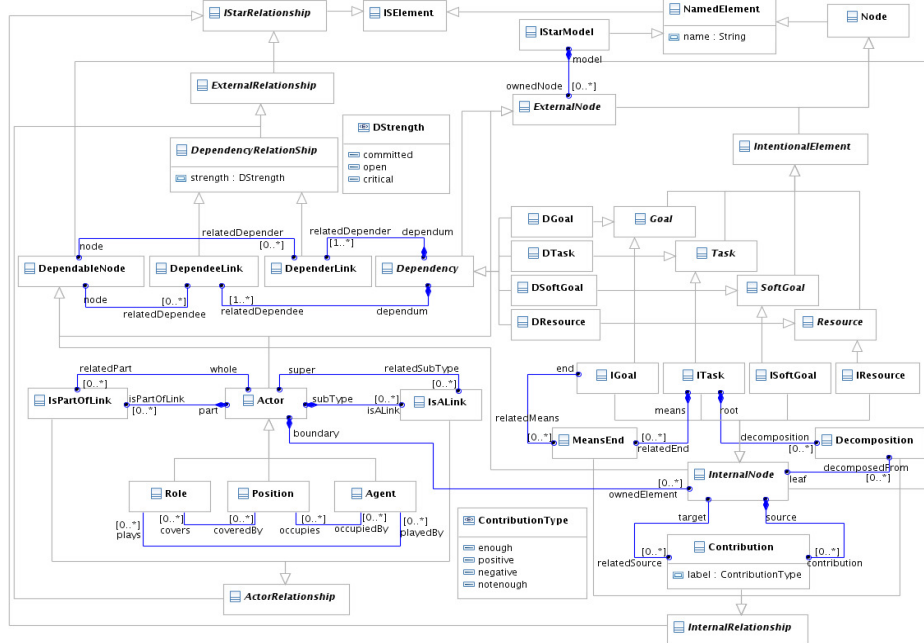 IStarRelationship
ISElement
NamedElement
name : String
Node
IStarModel
model
ownedNode [0..*]
ExternalRelationship
ExternalNode
DependencyRelationShip
strength : DStrength
DStrength
committed
open
critical
IntentionalElement
DGoal
Goal
DTask
Task
DSoftGoal
SoftGoal
DResource
Resource
relatedDepender
[0..*]
node
relatedDepender
[1..*]
dependum
DependableNode
DependeeLink
DependerLink
Dependency
node
[0..*]
relatedDependee
[1..*]
relatedDependee
dependum
relatedPart
[0..*]
whole
super
relatedSubType
[0..*]
IsPartOfLink
isPartOfLink
[0..*]
part
Actor
subType
[0..*]
isALink
IsALink
boundary
end
IGoal
ITask
ISoftGoal
IResource
relatedMeans
[0..*]
means
root
MeansEnd
[0..*]
relatedEnd
decomposition
[0..*]
Decomposition
decomposedFrom
[0..*]
leaf
InternalNode
[0..*]
ownedElement
Role
Position
Agent
[0..*]
plays
[0..*]
covers
[0..*]
coveredBy
[0..*]
occupies
[0..*]
occupiedBy
[0..*]
playedBy
target
source
ContributionType
enough
positive
negative
notenough
[0..*]
relatedSource
Contribution
label : ContributionType
[0..*]
contribution
ActorRelationship
InternalRelationship